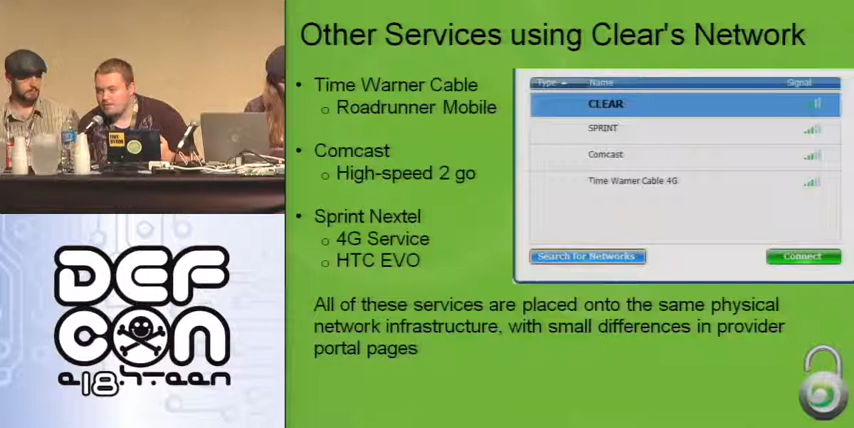 Other Services using Clear's Network
• Time Warner Cable
o Roadrunner Mobile
• Comcast
o High-speed 2 go
• Sprint Nextel
o 4G Service
o HTC EVO
Type Name Signal
CLEAR
SPRINT
Comcast
Time Warner Cable 4G
Search for Networks Connect
All of these services are placed onto the same physical
network infrastructure, with small differences in provider
portal pages
DEF
CON
e18hteen